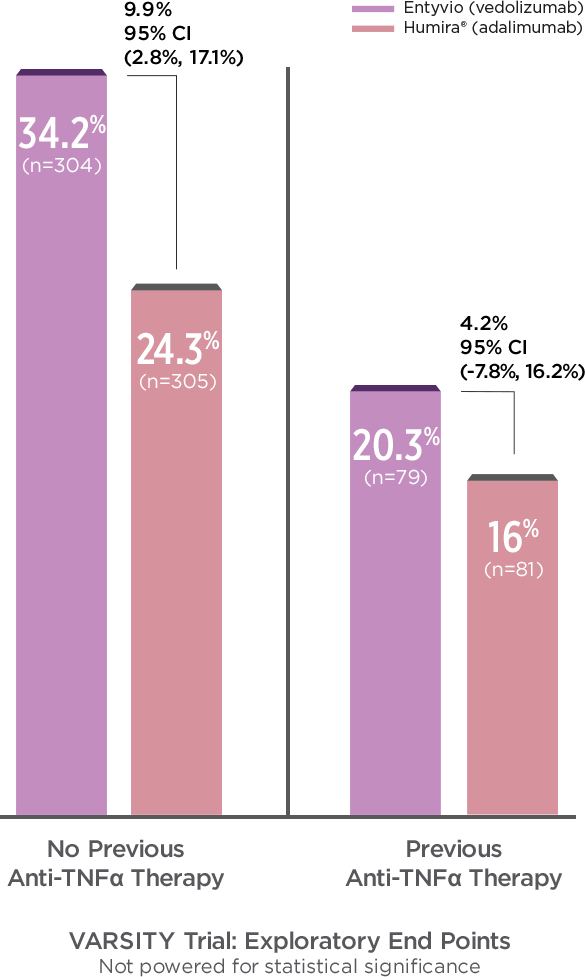 Entyvio (vedolizumab)
Humira® (adalimumab)
9.9%
95% CI
(2.8%, 17.1%)
34.2%
(n=304)
24.3%
(n=305)
4.2%
95% CI
(-7.8%, 16.2%)
20.3%
(n=79)
16%
(n=81)
No Previous
Anti-TNFα Therapy
Previous
Anti-TNFα Therapy
VARSITY Trial: Exploratory End Points
Not powered for statistical significance